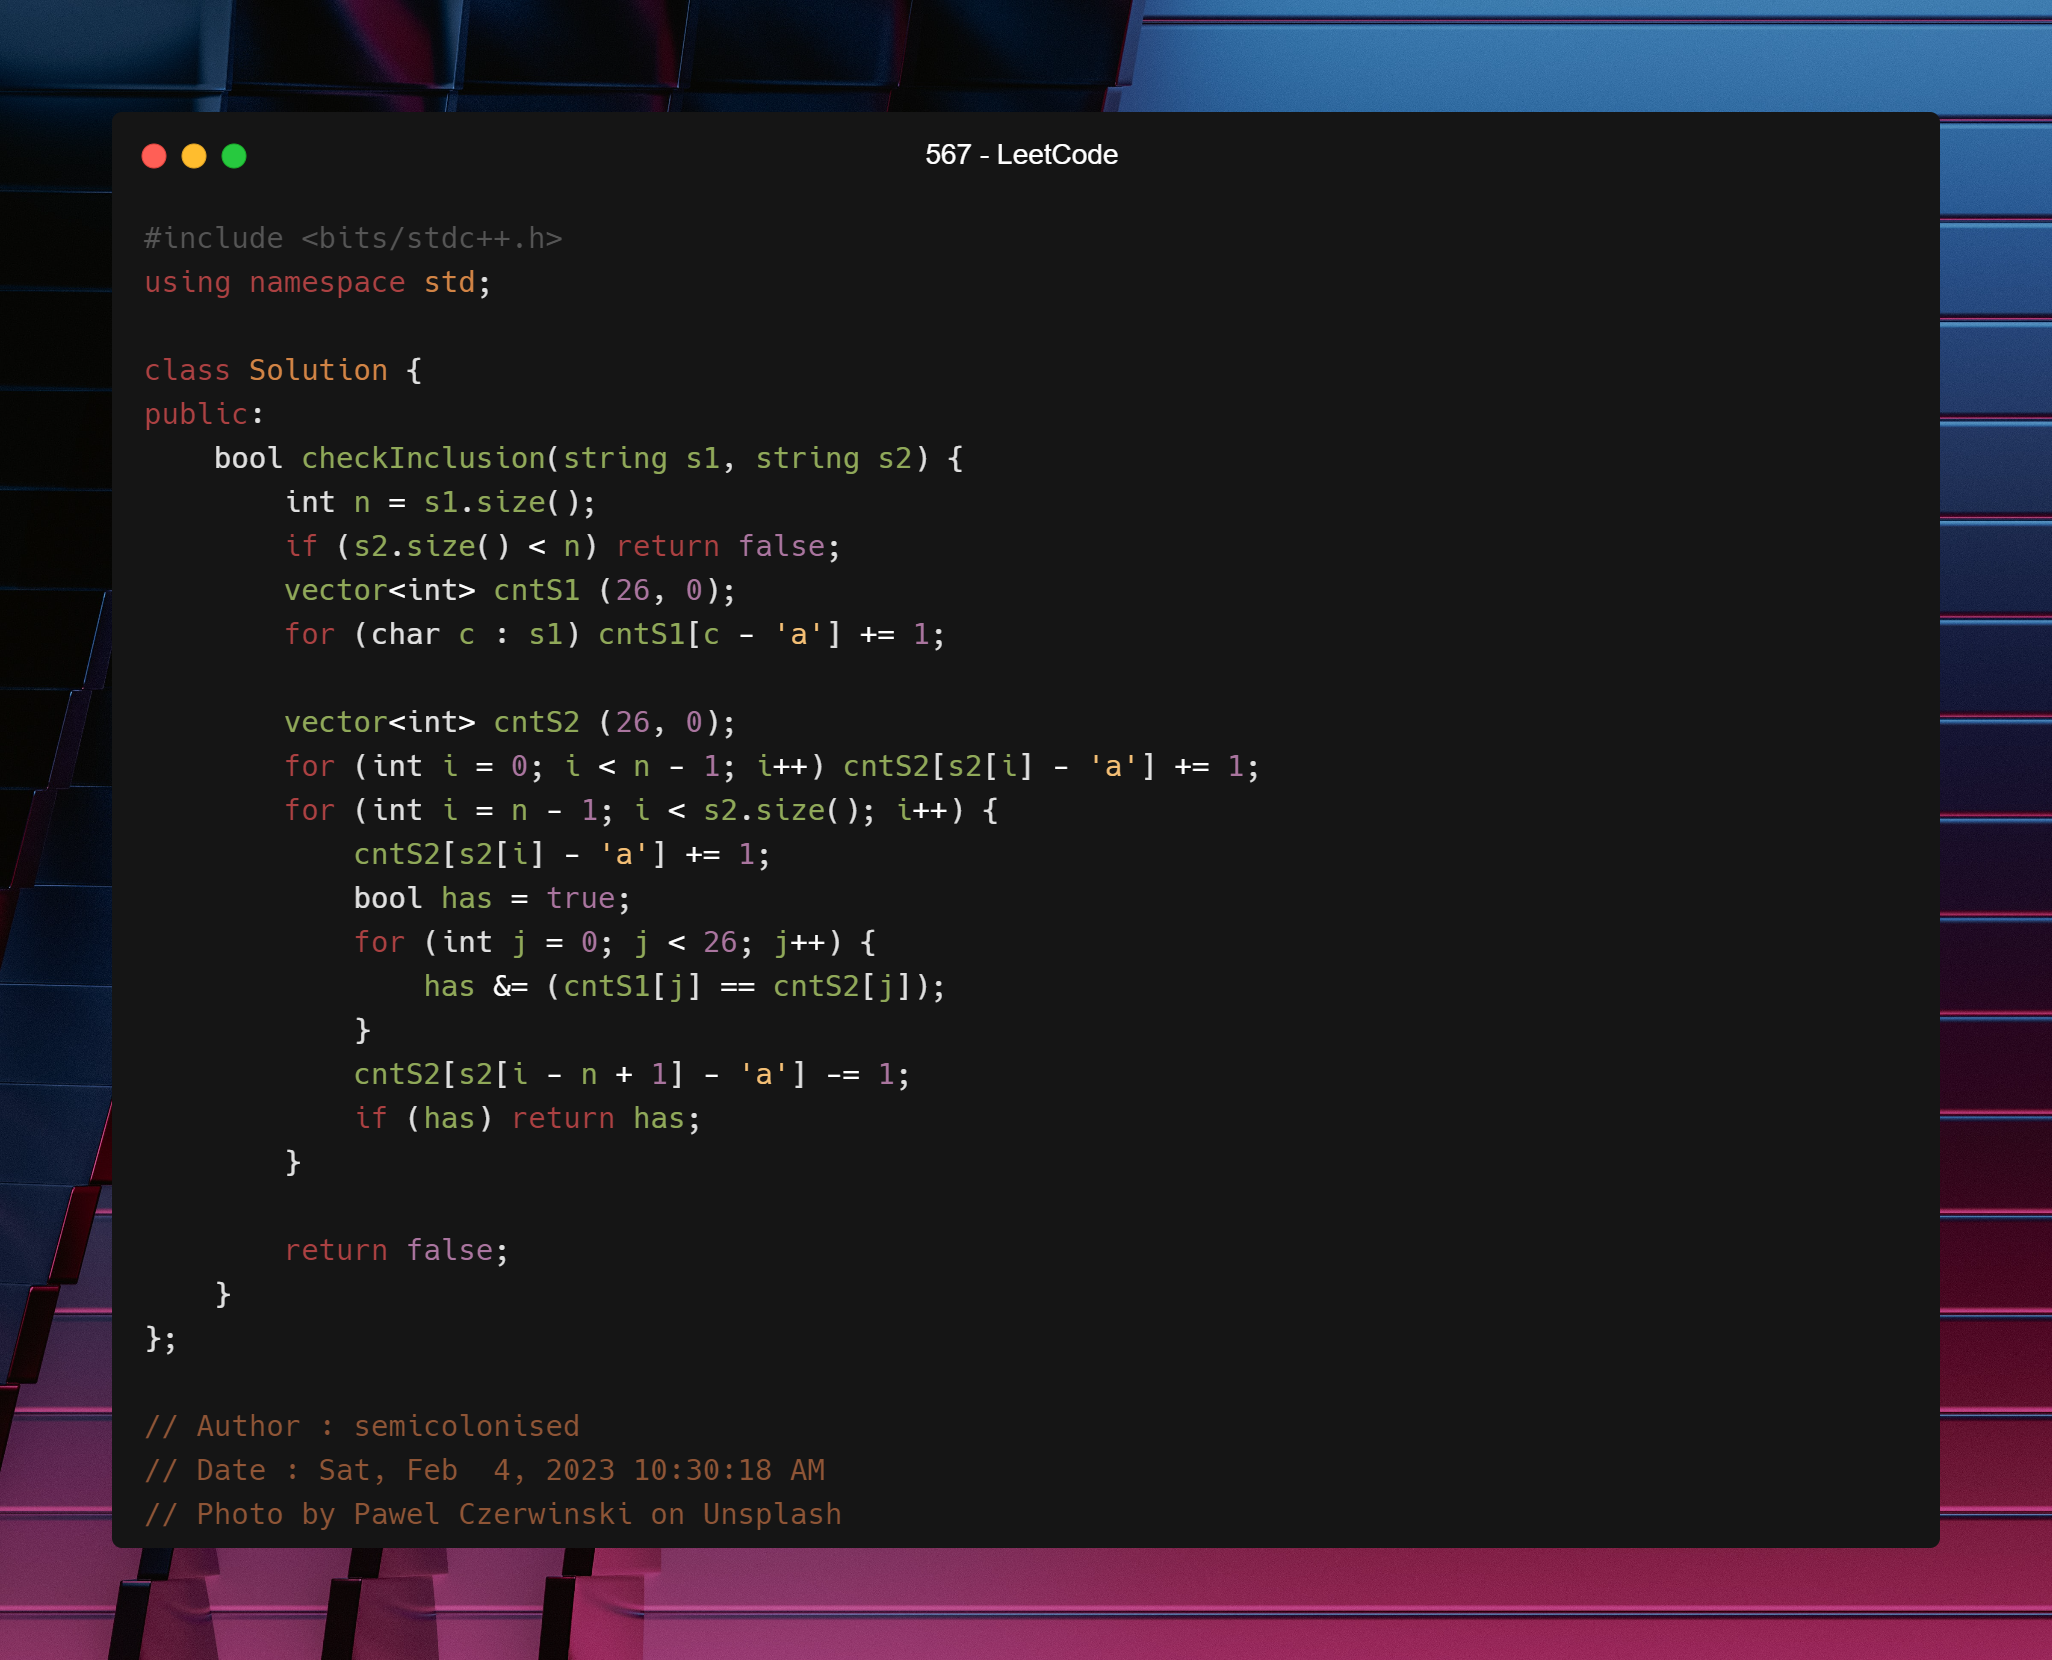 567 - LeetCode
#include <bits/stdc++.h>
using namespace std;

class Solution {
public:
    bool checkInclusion(string s1, string s2) {
        int n = s1.size();
        if (s2.size() < n) return false;
        vector<int> cntS1 (26, 0);
        for (char c : s1) cntS1[c - 'a'] += 1;

        vector<int> cntS2 (26, 0);
        for (int i = 0; i < n - 1; i++) cntS2[s2[i] - 'a'] += 1;
        for (int i = n - 1; i < s2.size(); i++) {
            cntS2[s2[i] - 'a'] += 1;
            bool has = true;
            for (int j = 0; j < 26; j++) {
                has &= (cntS1[j] == cntS2[j]);
            }
            cntS2[s2[i - n + 1] - 'a'] -= 1;
            if (has) return has;
        }

        return false;
    }
};

// Author : semicolonised
// Date : Sat, Feb  4, 2023 10:30:18 AM
// Photo by Pawel Czerwinski on Unsplash